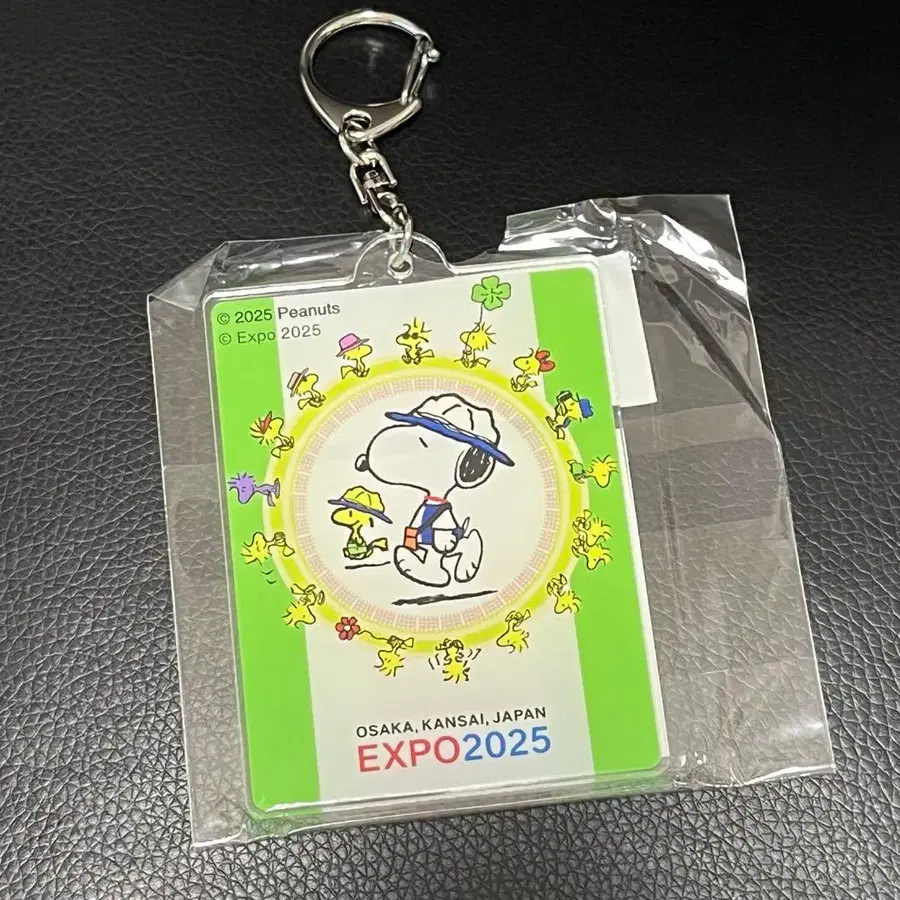 © 2025 Peanuts
© Expo 2025
OSAKA, KANSAI, JAPAN
EXPO2025